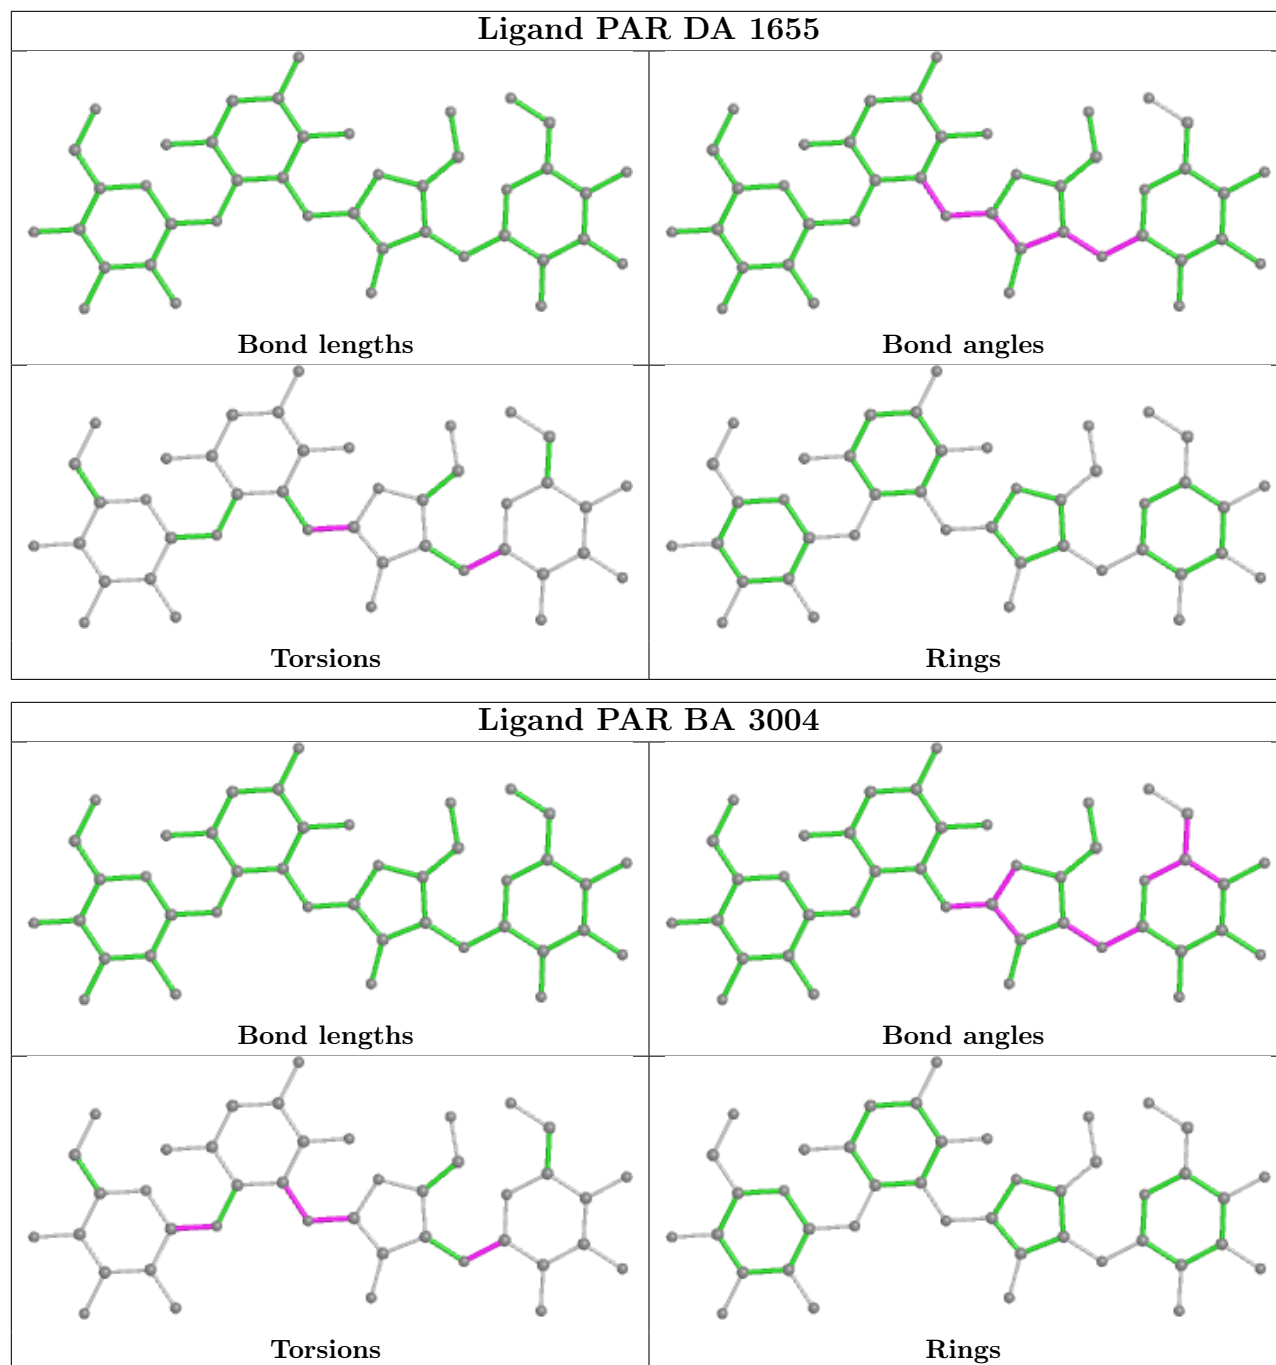 Ligand PAR DA 1655
Bond lengths
Bond angles
Torsions
Rings
Ligand PAR BA 3004
Bond lengths
Bond angles
Torsions
Rings